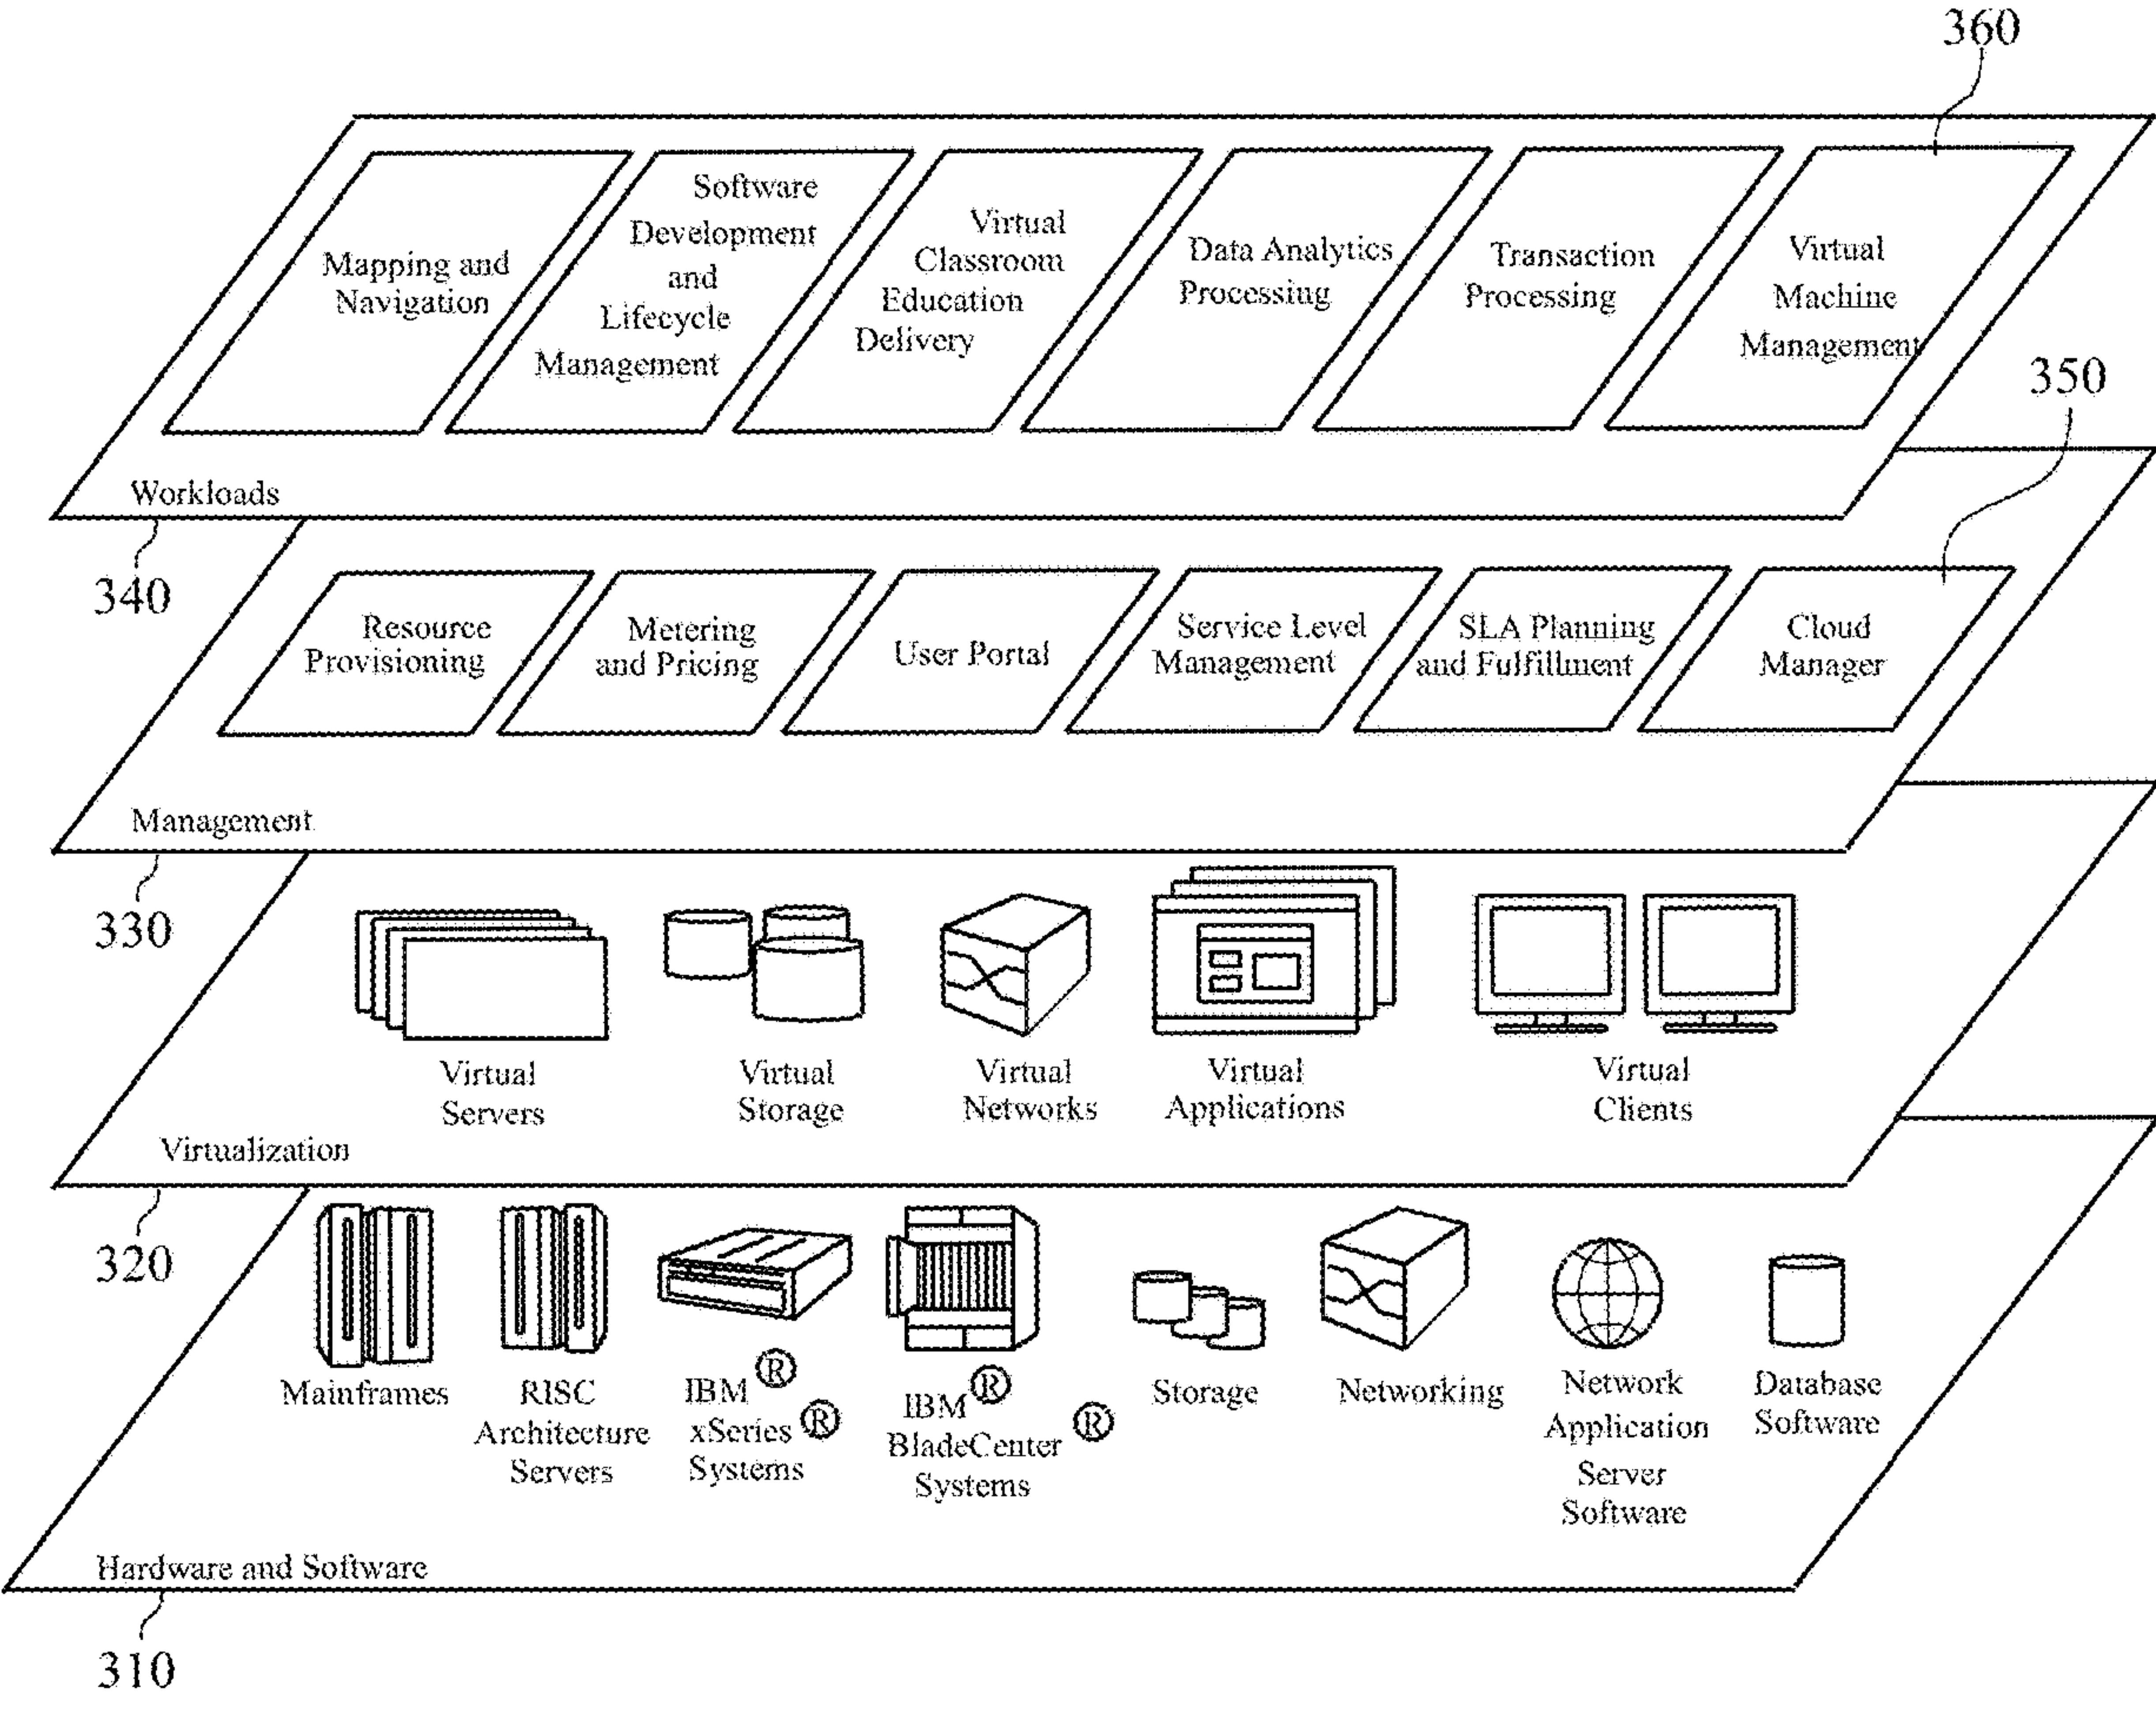 360
Mapping and
Navigation
Software
Development
and
Lifecycle
Management
Virtual
Classroom
Education
Delivery
Data Analytics
Processing
Transaction
Processing
Virtual
Machine
Management
350
Workloads
340
Resource
Provisioning
Metering
and Pricing
User Portal
Service Level
Management
SLA Planning
and Fulfillment
Cloud
Manager
Management
330
Virtual
Servers
Virtual
Storage
Virtual
Networks
Virtual
Applications
Virtual
Clients
Virtualization
320
Mainframes
RISC
Architecture
Servers
IBM®
xSeries®
Systems
IBM®
BladeCenter®
Systems
Storage
Networking
Network
Application
Server
Software
Database
Software
Hardware and Software
310